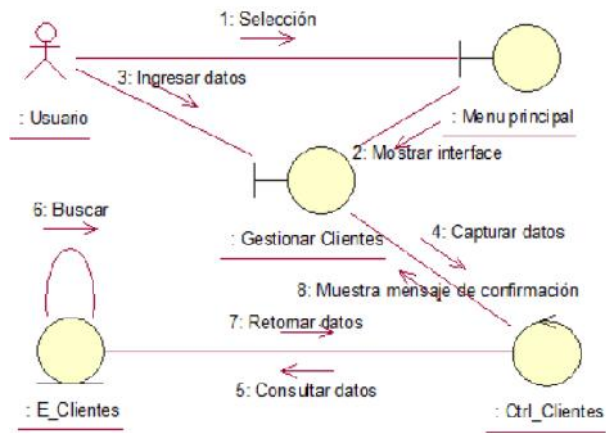 1: Selección
3: Ingresar datos
: Usuario
: Menu principal
2: Mostrar interface
6: Buscar
: Gestionar Clientes
4: Capturar datos
8: Muestra mensaje de confirmación
7: Retornar datos
5: Consultar datos
: E_Clientes
: Ctrl_Clientes